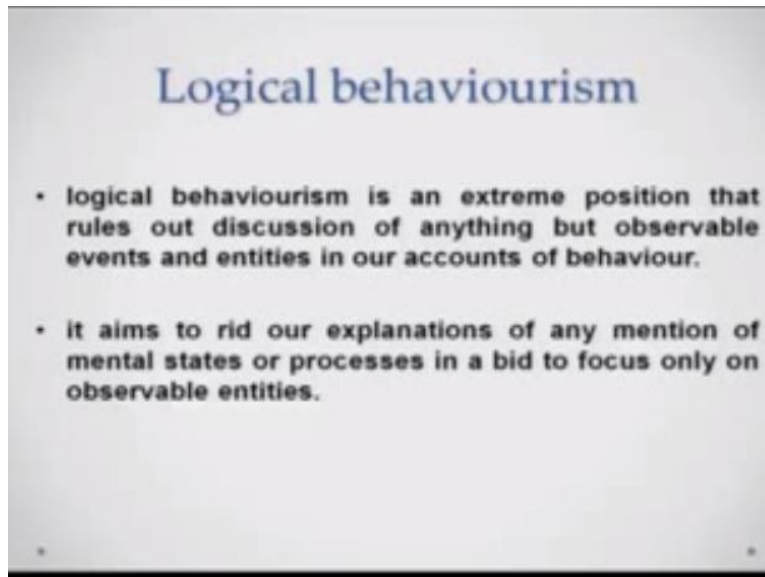 Logical behaviourism
• logical behaviourism is an extreme position that
rules out discussion of anything but observable
events and entities in our accounts of behaviour.
• it aims to rid our explanations of any mention of
mental states or processes in a bid to focus only on
observable entities.